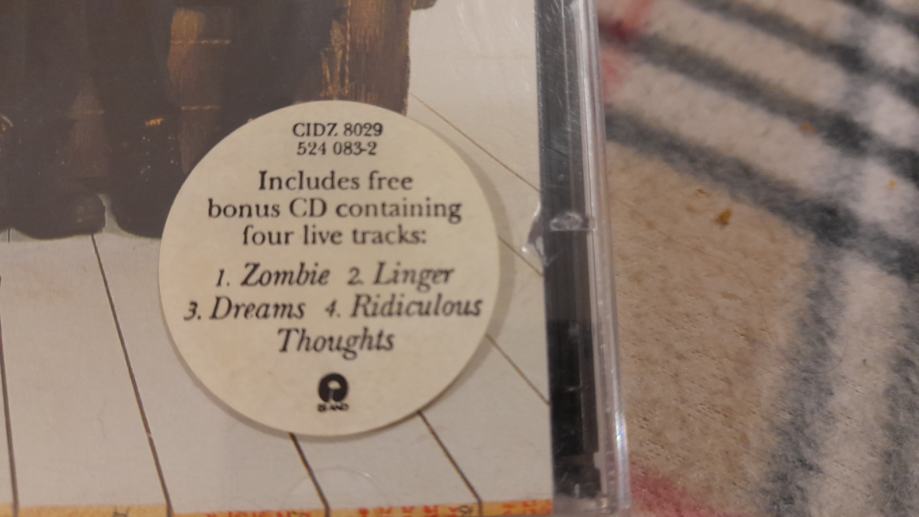 CIDZ 8029
524 083-2
Includes free
bonus CD containing
four live tracks:
1. Zombie 2. Linger
3. Dreams 4. Ridiculous
Thoughts
ISLAND